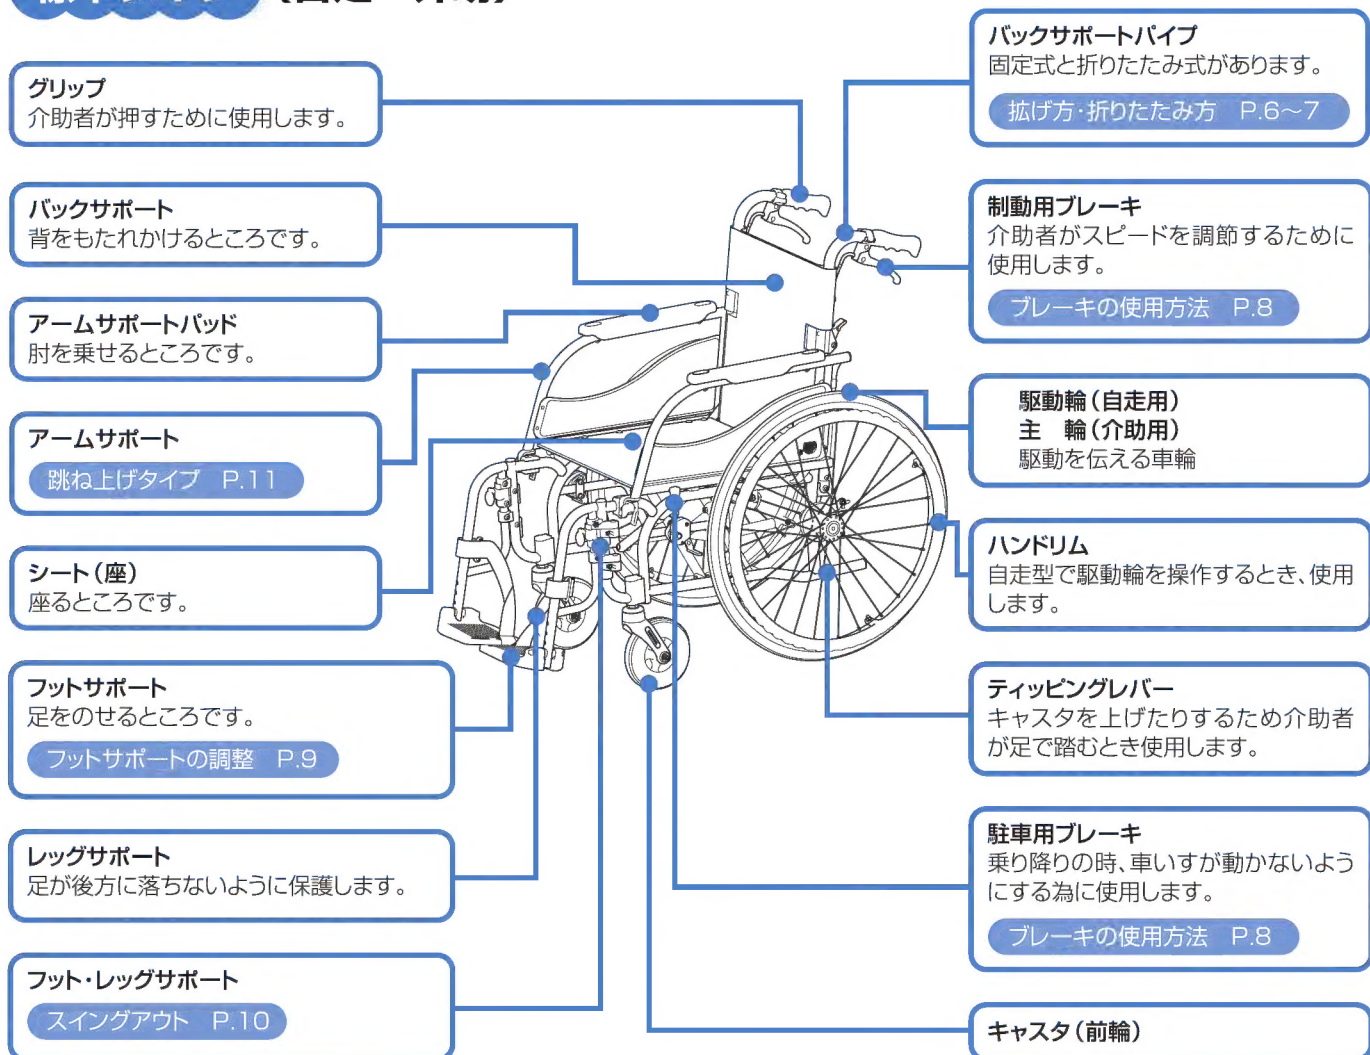 グリップ
介助者が押すために使用します。
バックサポート
背をもたれかけるところです。
アームサポートパッド
肘を乗せるところです。
アームサポート
跳ね上げタイプ P.11
シート（座）
座るところです。
フットサポート
足をのせるところです。
フットサポートの調整 P.9
レッグサポート
足が後方に落ちないように保護します。
フット・レッグサポート
スイングアウト P.10
バックサポートパイプ
固定式と折りたたみ式があります。
拡げ方・折りたたみ方 P.6〜7
制動用ブレーキ
介助者がスピードを調節するために
使用します。
ブレーキの使用方法 P.8
駆動輪（自走用）
主　輪（介助用）
駆動を伝える車輪
ハンドリム
自走型で駆動輪を操作するとき、使用
します。
ティッピングレバー
キャスタを上げたりするため介助者
が足で踏むとき使用します。
駐車用ブレーキ
乗り降りの時、車いすが動かないよう
にする為に使用します。
ブレーキの使用方法 P.8
キャスタ（前輪）